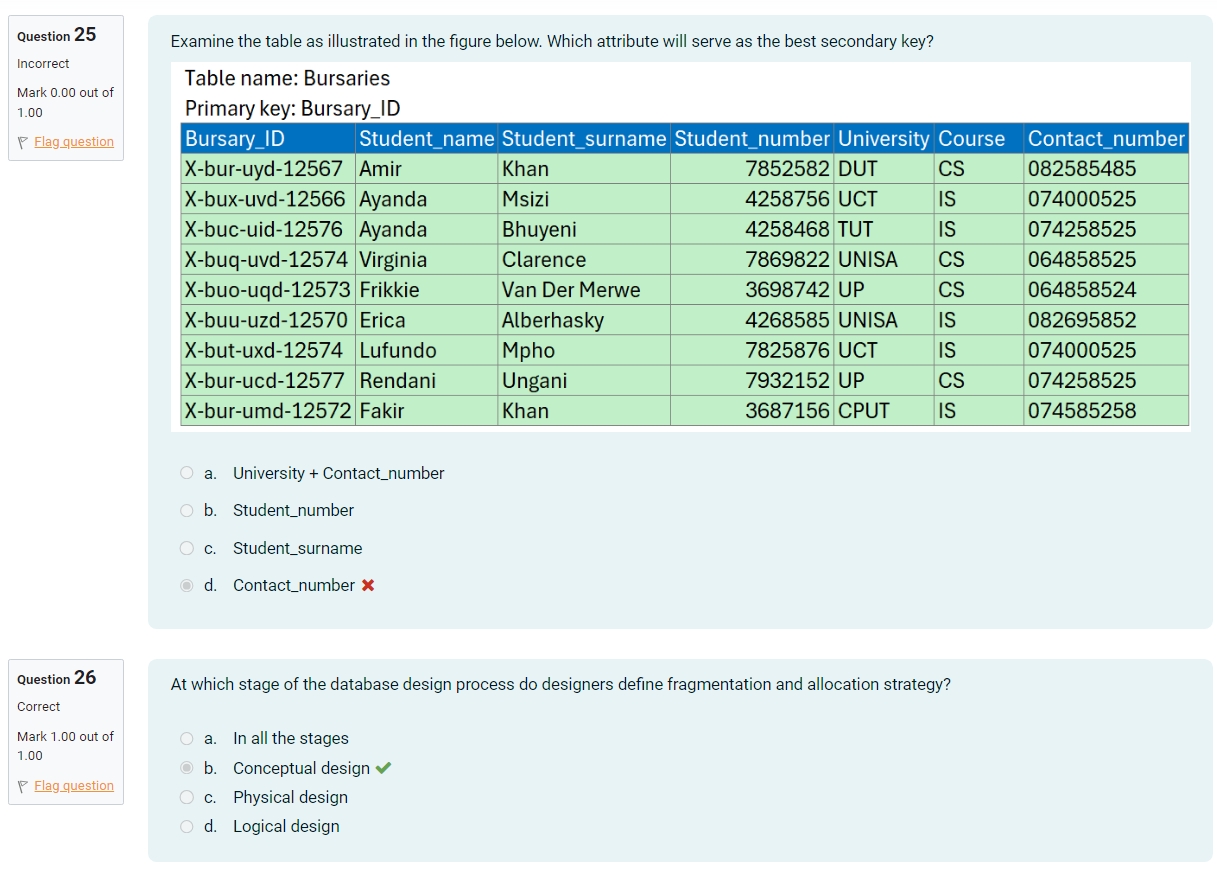 Question 25
Incorrect
Mark 0.00 out of
1.00
Flag question
Examine the table as illustrated in the figure below. Which attribute will serve as the best secondary key?
Table name: Bursaries
Primary key: Bursary_ID
Bursary_ID Student_name Student_surname Student_number University Course Contact_number
X-bur-uyd-12567 Amir Khan 7852582 DUT CS 082585485
X-bux-uvd-12566 Ayanda Msizi 4258756 UCT IS 074000525
X-buc-uid-12576 Ayanda Bhuyeni 4258468 TUT IS 074258525
X-buq-uvd-12574 Virginia Clarence 7869822 UNISA CS 064858525
X-buo-uqd-12573 Frikkie Van Der Merwe 3698742 UP CS 064858524
X-buu-uzd-12570 Erica Alberhasky 4268585 UNISA IS 082695852
X-but-uxd-12574 Lufundo Mpho 7825876 UCT IS 074000525
X-bur-ucd-12577 Rendani Ungani 7932152 UP CS 074258525
X-bur-umd-12572 Fakir Khan 3687156 CPUT IS 074585258
a. University + Contact_number
b. Student_number
c. Student_surname
d. Contact_number
Question 26
Correct
Mark 1.00 out of
1.00
Flag question
At which stage of the database design process do designers define fragmentation and allocation strategy?
a. In all the stages
b. Conceptual design
c. Physical design
d. Logical design